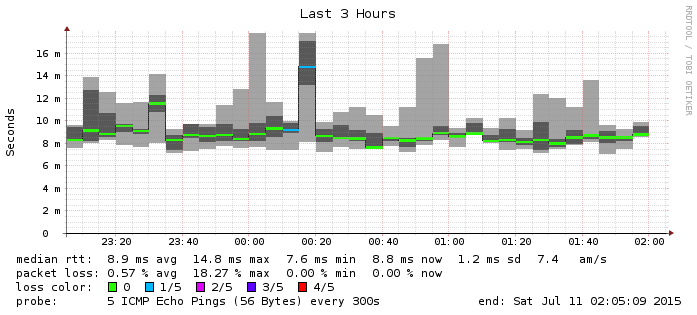 Last 3 Hours
RRDTOOL / TOBI OETIKER
Seconds
16 m
14 m
12 m
10 m
8 m
6 m
4 m
2 m
0
23:20 23:40 00:00 00:20 00:40 01:00 01:20 01:40 02:00
median rtt: 8.9 ms avg 14.8 ms max 7.6 ms min 8.8 ms now 1.2 ms sd 7.4 am/s
packet loss: 0.57 % avg 18.27 % max 0.00 % min 0.00 % now
loss color: 0 1/5 2/5 3/5 4/5
probe: 5 ICMP Echo Pings (56 Bytes) every 300s end: Sat Jul 11 02:05:09 2015